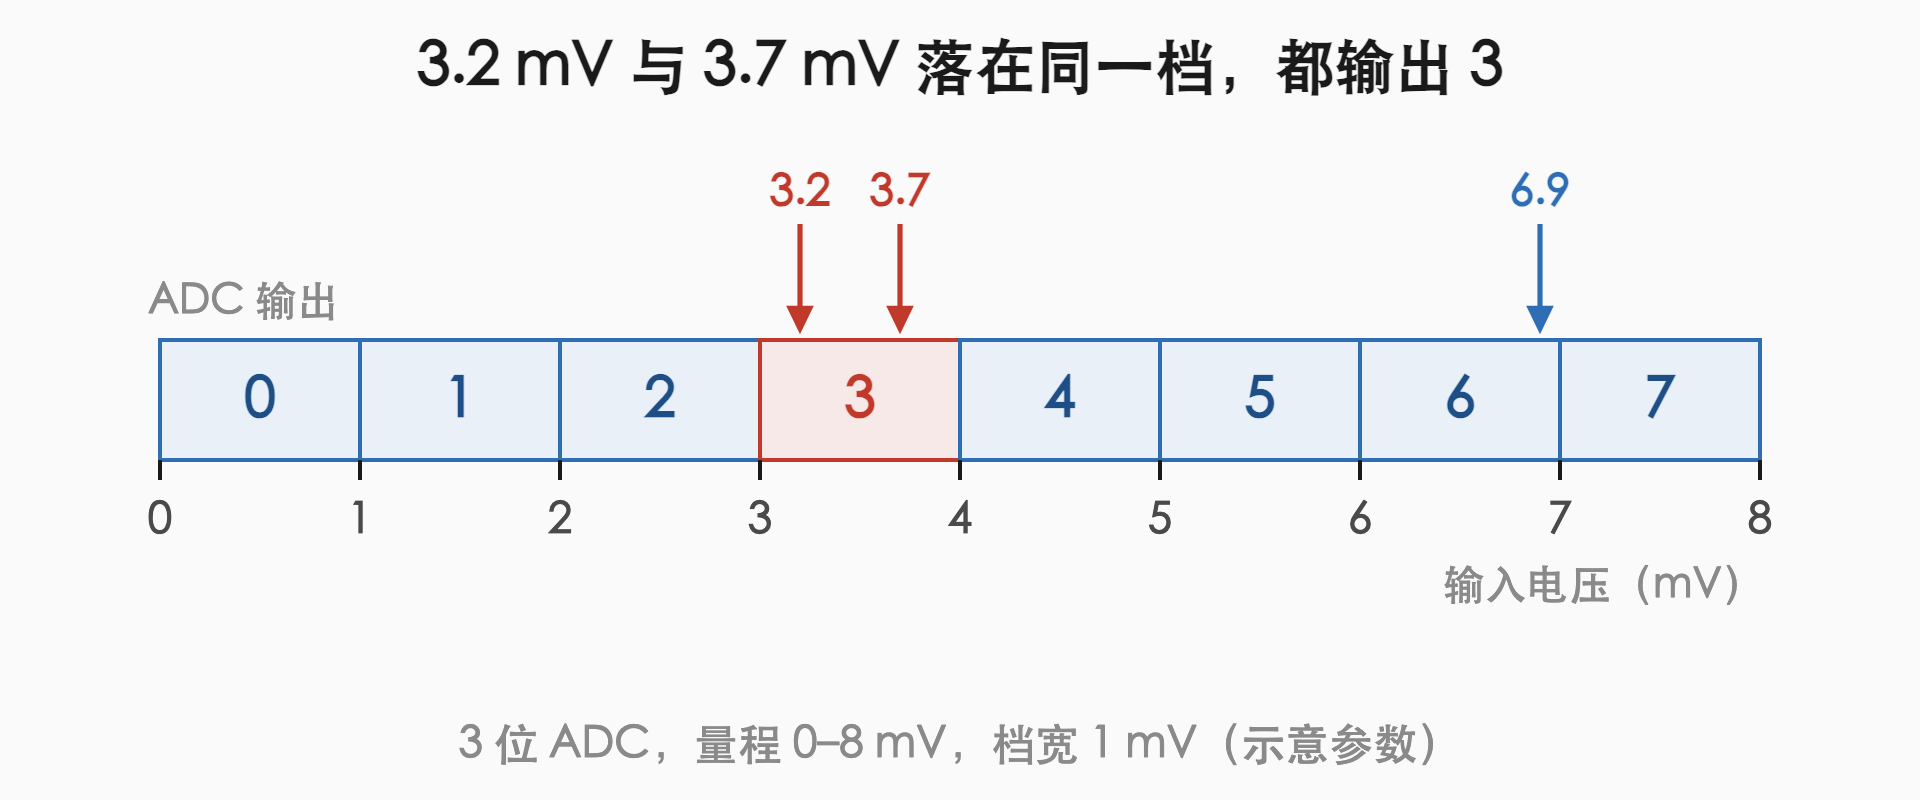 3.2 mV 与 3.7 mV 落在同一档，都输出 3
3.2 3.7 6.9
ADC 输出
0 1 2 3 4 5 6 7
0 1 2 3 4 5 6 7 8
输入电压（mV）
3 位 ADC，量程 0–8 mV，档宽 1 mV（示意参数）